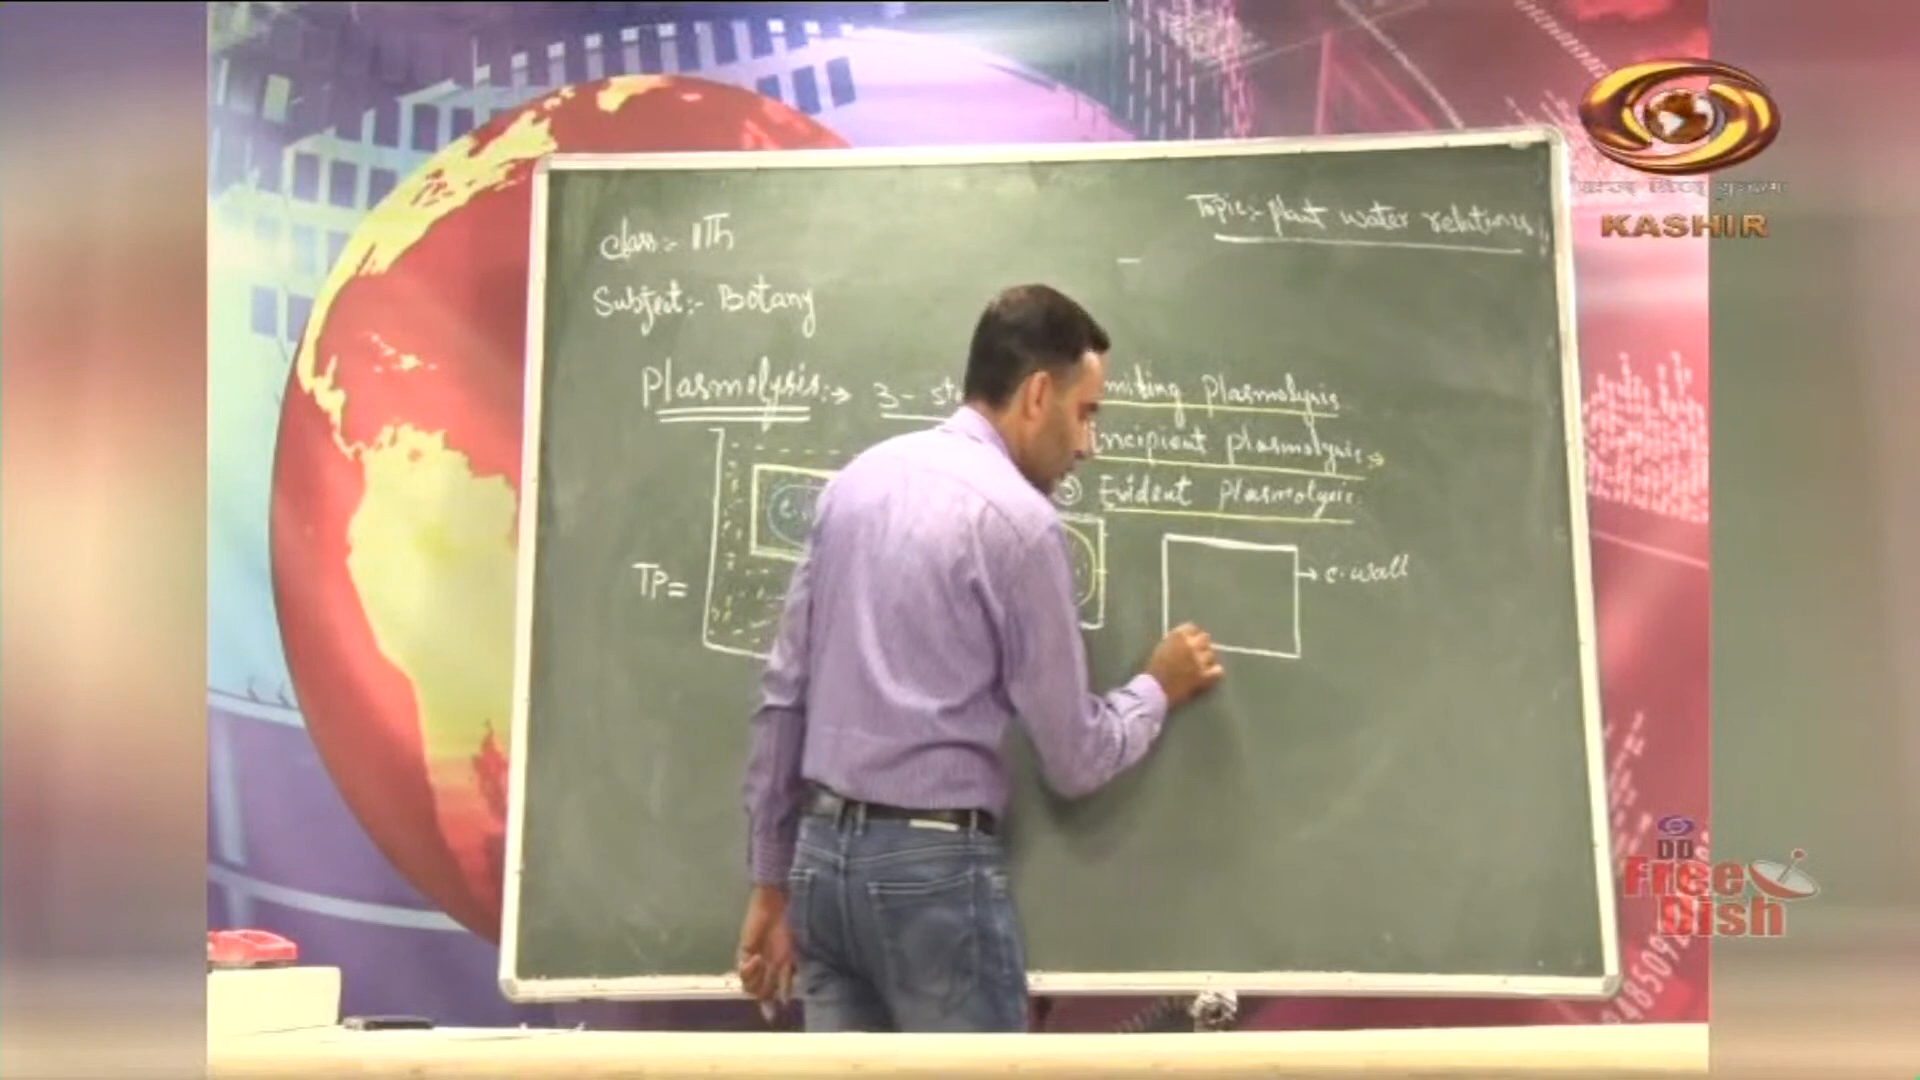 Class:- 11Th
Topic:- plant water relations
Subject:- Botany
Plasmolysis:→ 3- miting plasmolysis
incipient plasmolysis→
③ Evident plasmolysis.
TP=
→ c. wall
KASHIR
DD
Free
Dish